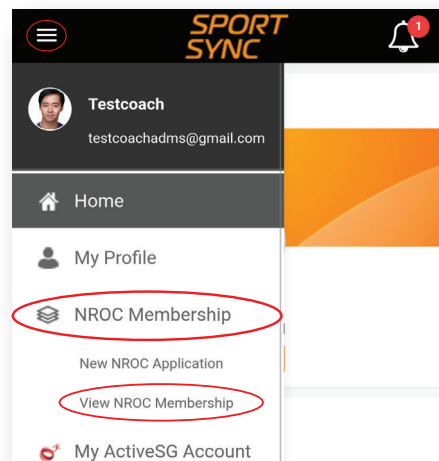 SPORT
SYNC
1
Testcoach
testcoachadms@gmail.com
Home
My Profile
NROC Membership
New NROC Application
View NROC Membership
My ActiveSG Account